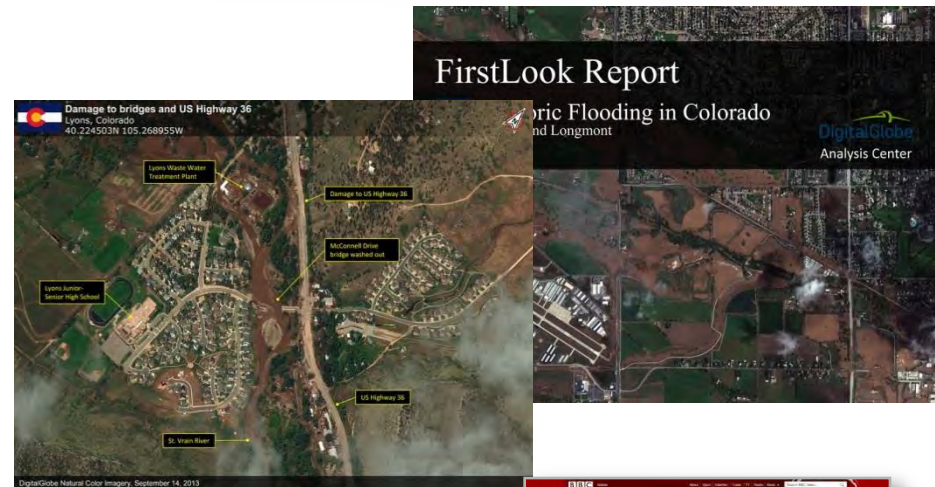 FirstLook Report
oric Flooding in Colorado
nd Longmont
DigitalGlobe
Analysis Center
Damage to bridges and US Highway 36
Lyons, Colorado
40.224503N 105.268955W
Lyons Waste Water
Treatment Plant
Damage to US Highway 36
McConnell Drive
bridge washed out
Lyons Junior-
Senior High School
US Highway 36
St. Vrain River
DigitalGlobe Natural Color Imagery, September 14, 2013
BBC